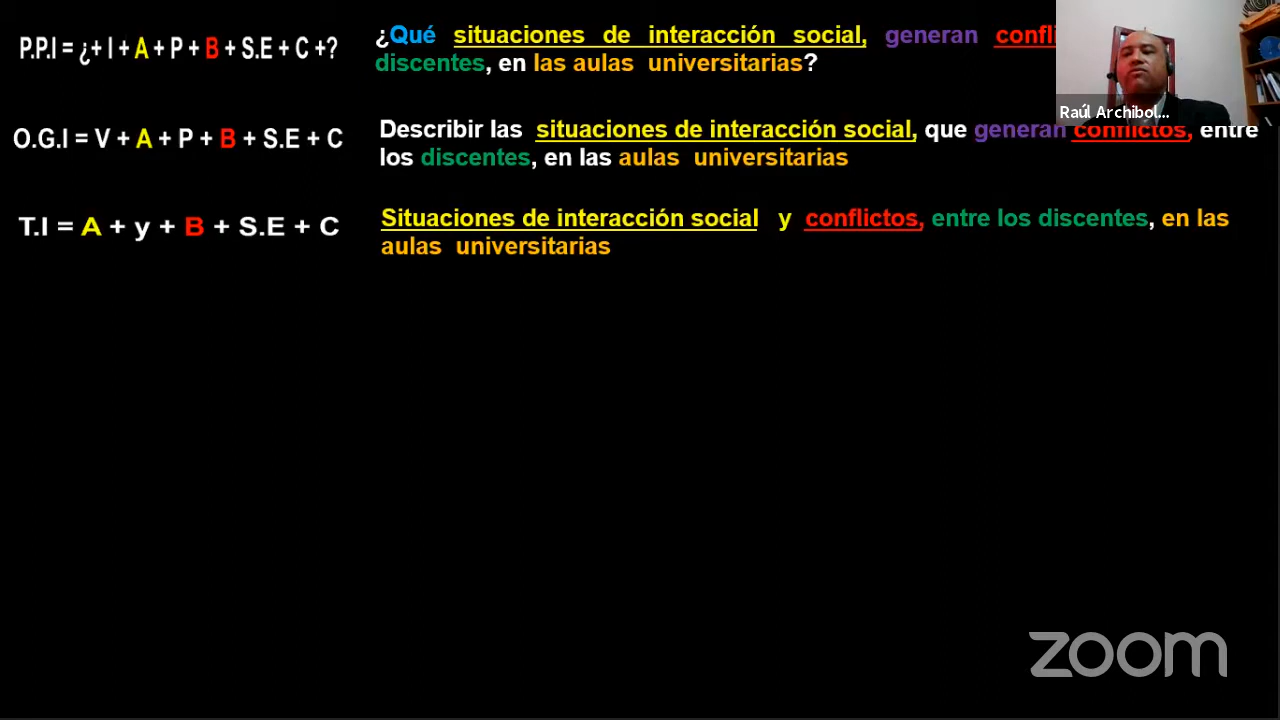 P.P.I = ¿+ I + A + P + B + S.E + C +?
¿Qué situaciones de interacción social, generan
discentes, en las aulas universitarias?
Raúl Archibol...
O.G.I = V + A + P + B + S.E + C
Describir las situaciones de interacción social, que generan conflictos, entre
los discentes, en las aulas universitarias
T.I = A + y + B + S.E + C
Situaciones de interacción social y conflictos, entre los discentes, en las
aulas universitarias
zoom